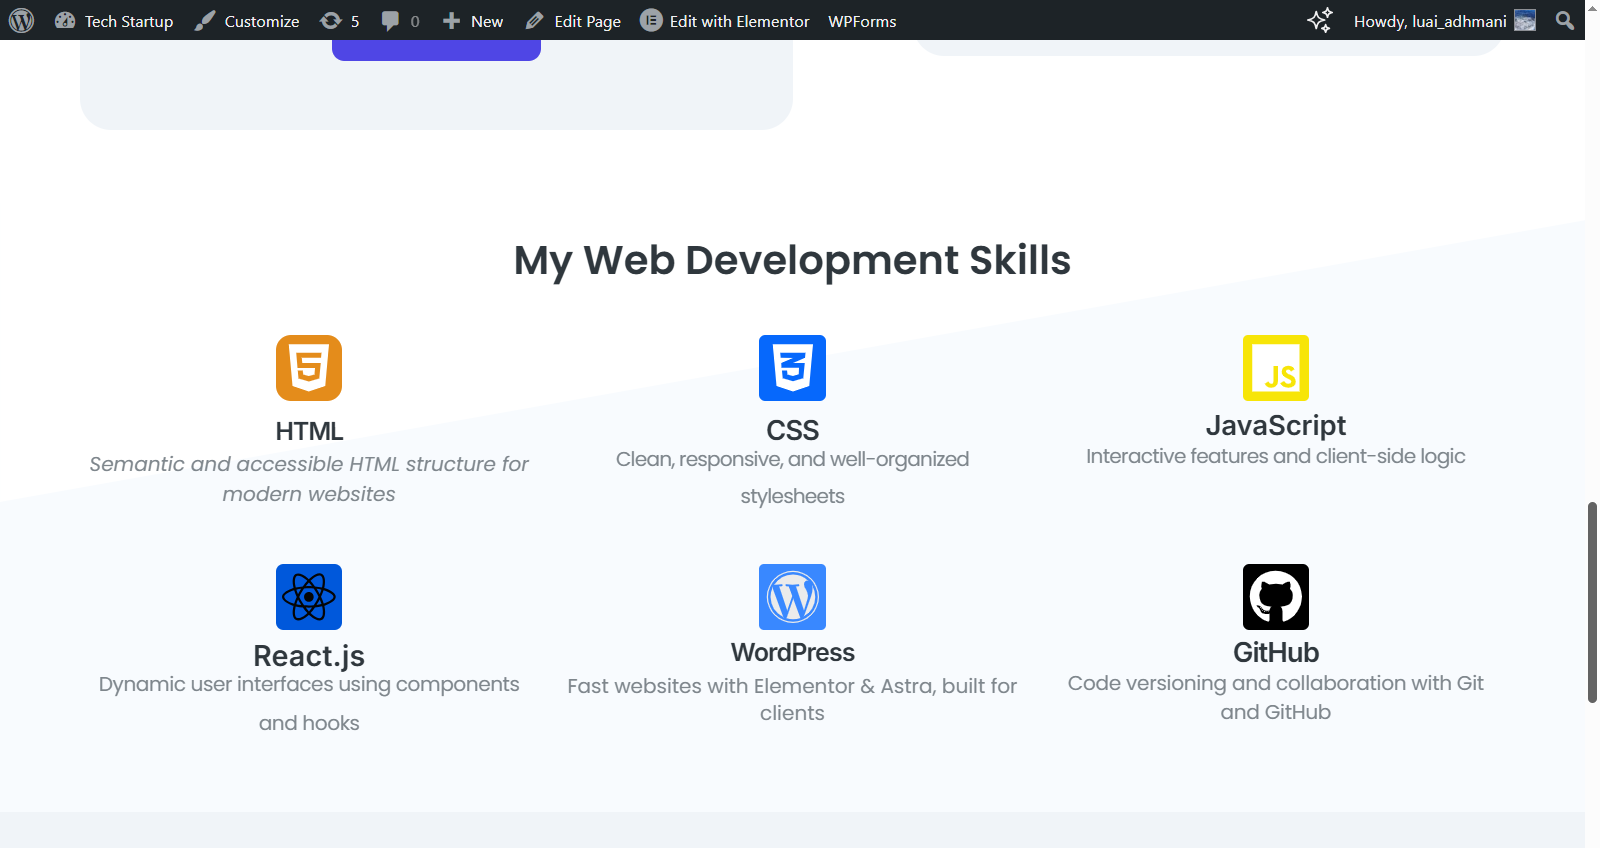 Tech Startup Customize 5 0 New Edit Page Edit with Elementor WPForms Howdy, luai_adhmani
My Web Development Skills
HTML
Semantic and accessible HTML structure for
modern websites
CSS
Clean, responsive, and well-organized
stylesheets
JS
JavaScript
Interactive features and client-side logic
React.js
Dynamic user interfaces using components
and hooks
WordPress
Fast websites with Elementor & Astra, built for
clients
GitHub
Code versioning and collaboration with Git
and GitHub